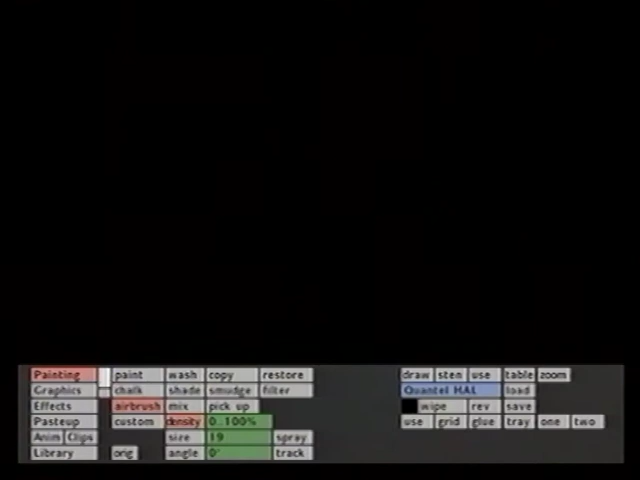 Painting paint wash copy restore draw sten use table zoom
Graphics chalk shade smudge filter Quantel HAL load
Effects airbrush mix pick up wipe rev save
Pasteup custom density 0..100% use grid glue tray one two
Anim Clips size 19 spray
Library orig angle 0° track